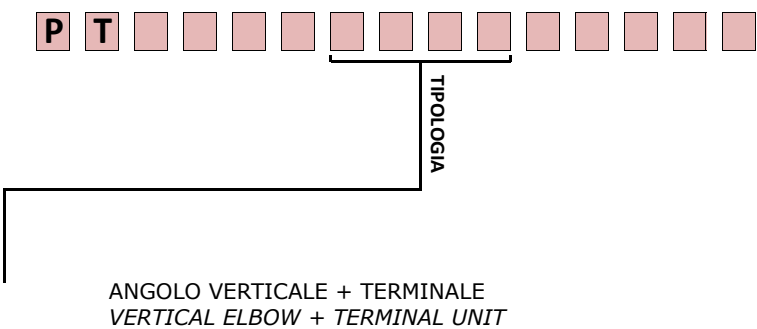 P T
TIPOLOGIA
ANGOLO VERTICALE + TERMINALE
VERTICAL ELBOW + TERMINAL UNIT